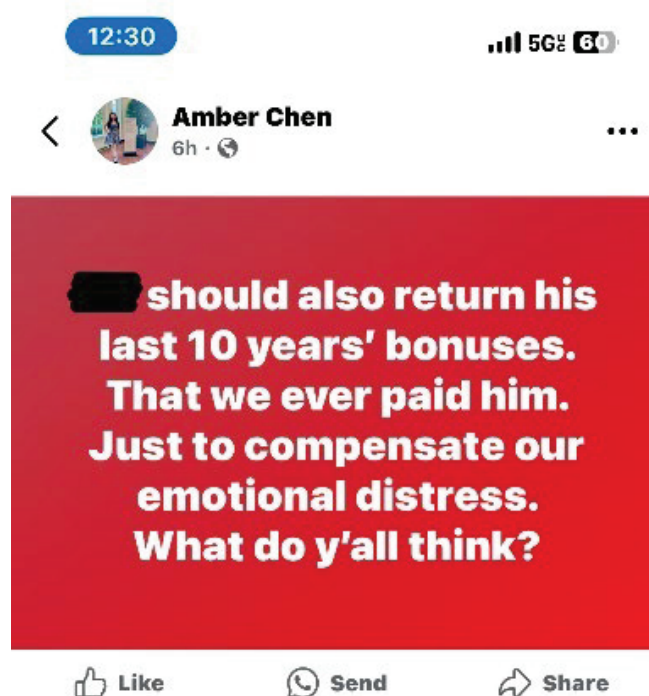 12:30
5G 60
Amber Chen
6h ·
should also return his
last 10 years’ bonuses.
That we ever paid him.
Just to compensate our
emotional distress.
What do y’all think?
Like Send Share